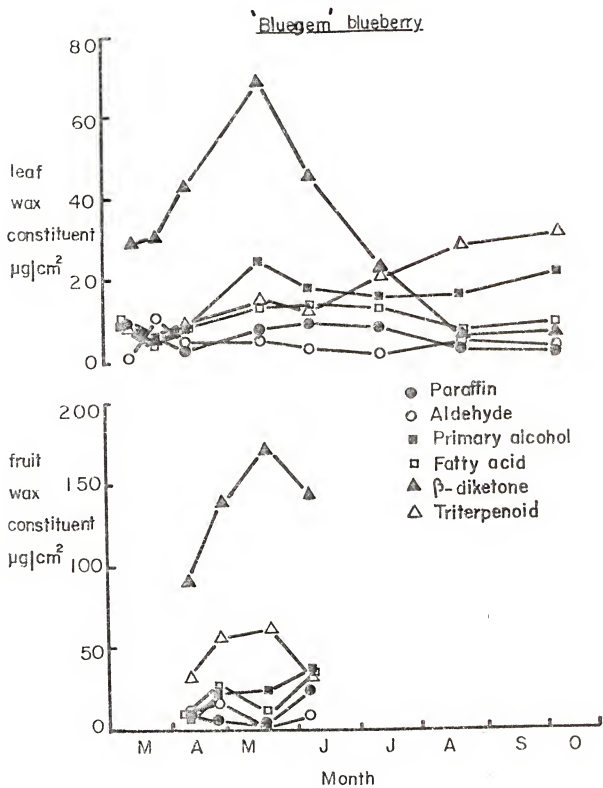 'Bluegem' blueberry
80
60
40
20
0
leaf
wax
constituent
µg|cm²
200
150
100
50
0
fruit
wax
constituent
µg|cm²
Paraffin
Aldehyde
Primary alcohol
Fatty acid
β-diketone
Triterpenoid
M A M J J A S O
Month